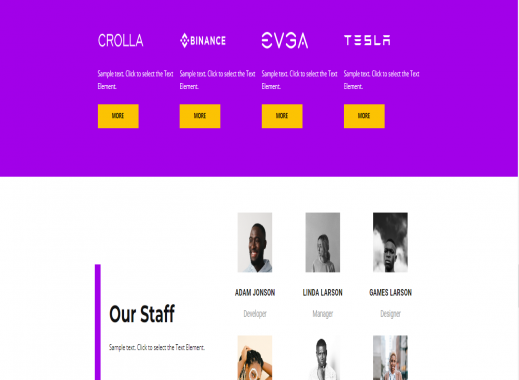 CROLLA
BINANCE
EVGA
TESLA
Sample text. Click to select the Text
Element.
Sample text. Click to select the Text
Element.
Sample text. Click to select the Text
Element.
Sample text. Click to select the Text
Element.
MORE
MORE
MORE
MORE
ADAM JONSON
LINDA LARSON
GAMES LARSON
Developer
Manager
Designer
Our Staff
Sample text. Click to select the Text Element.